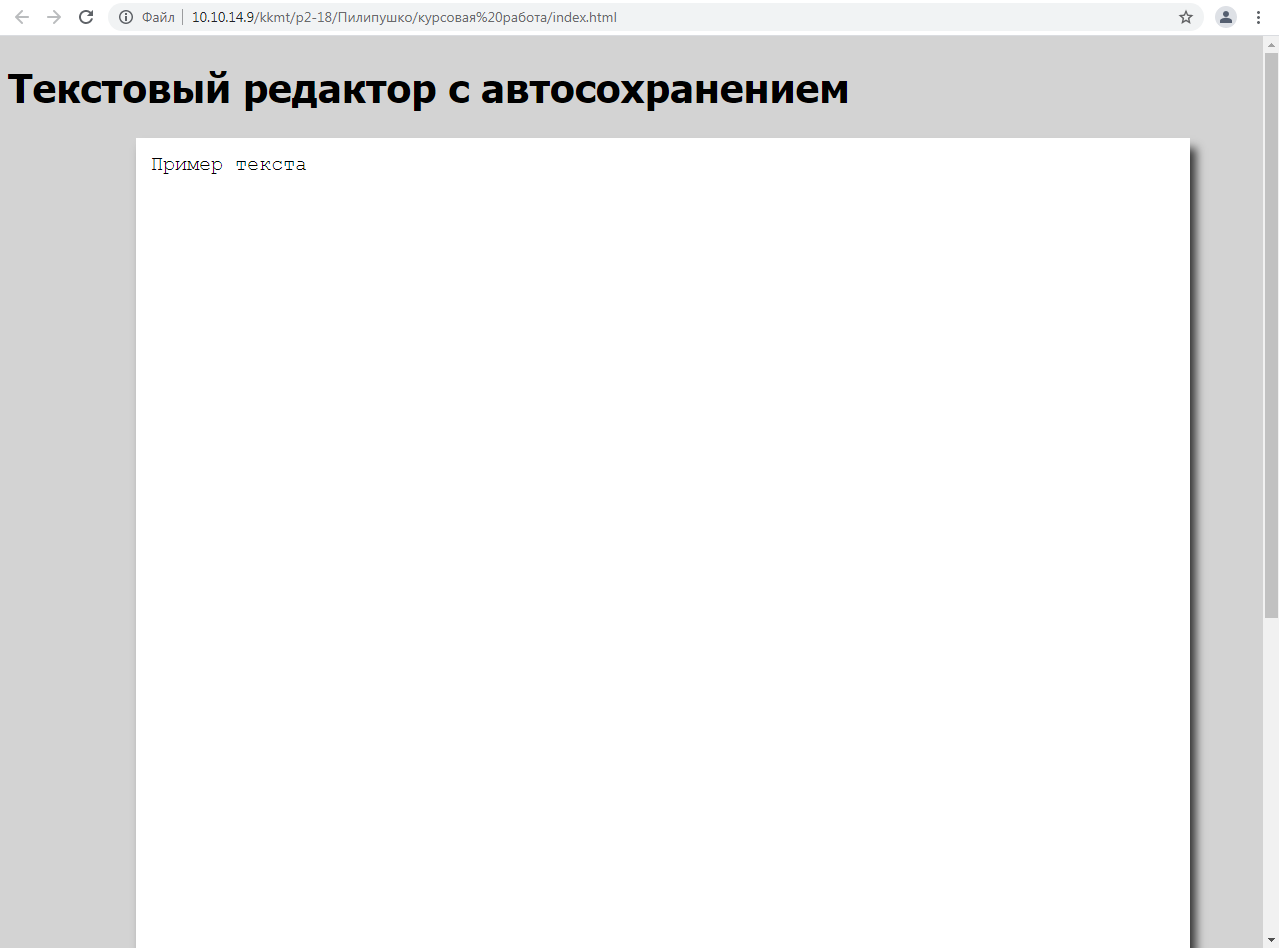 Файл 10.10.14.9/kkmt/p2-18/Пилипушко/курсовая%20работа/index.html
Текстовый редактор с автосохранением
Пример текста